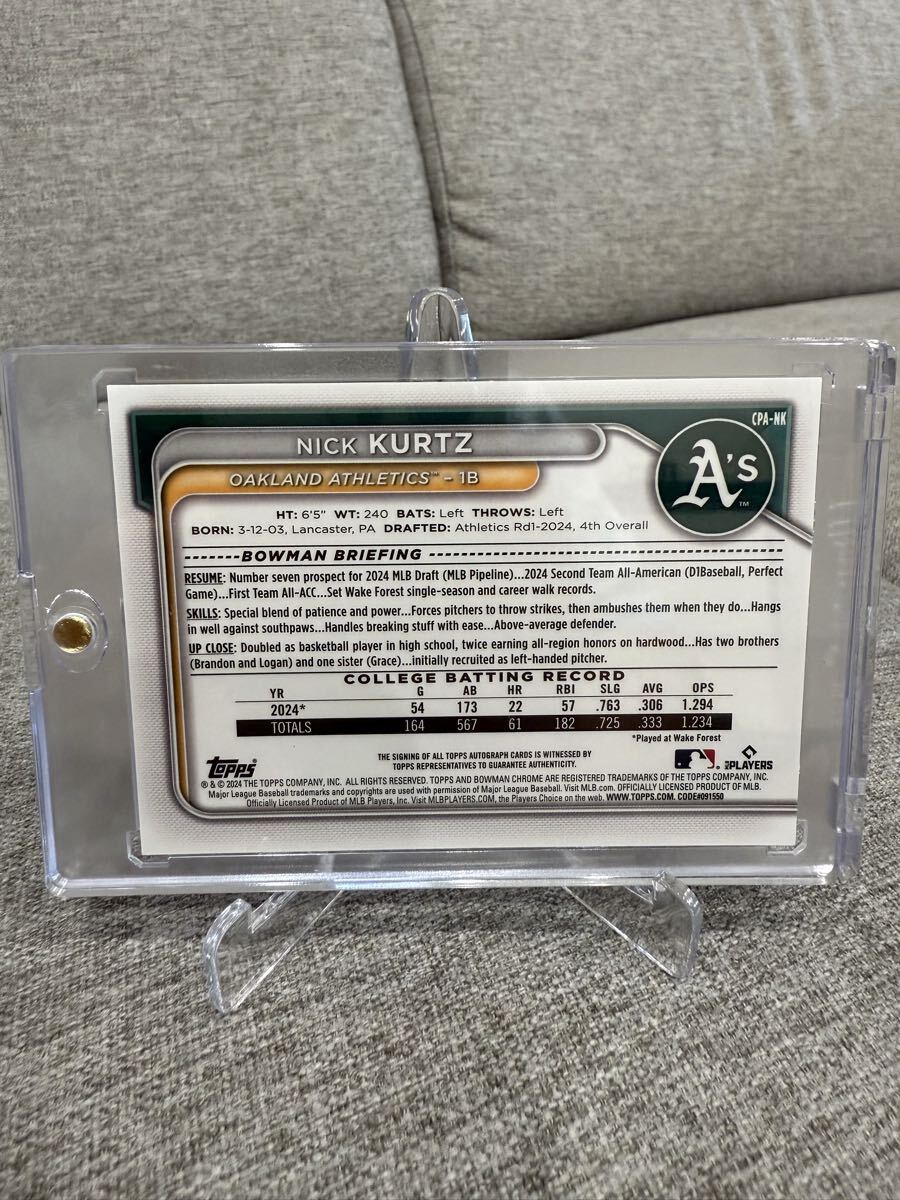 CPA-NK
NICK KURTZ
A's
TM
OAKLAND ATHLETICS™ – 1B
HT: 6'5" WT: 240 BATS: Left THROWS: Left
BORN: 3-12-03, Lancaster, PA DRAFTED: Athletics Rd1-2024, 4th Overall
BOWMAN BRIEFING
RESUME: Number seven prospect for 2024 MLB Draft (MLB Pipeline)...2024 Second Team All-American (D1Baseball, Perfect
Game)...First Team All-ACC...Set Wake Forest single-season and career walk records.
SKILLS: Special blend of patience and power...Forces pitchers to throw strikes, then ambushes them when they do...Hangs
in well against southpaws...Handles breaking stuff with ease...Above-average defender.
UP CLOSE: Doubled as basketball player in high school, twice earning all-region honors on hardwood...Has two brothers
(Brandon and Logan) and one sister (Grace)...initially recruited as left-handed pitcher.
COLLEGE BATTING RECORD
YR G AB HR RBI SLG AVG OPS
2024* 54 173 22 57 .763 .306 1.294
TOTALS 164 567 61 182 .725 .333 1.234
*Played at Wake Forest
Topps
THE SIGNING OF ALL TOPPS AUTOGRAPH CARDS IS WITNESSED BY
TOPPS REPRESENTATIVES TO GUARANTEE AUTHENTICITY.
MLB PLAYERS
® & © 2024 THE TOPPS COMPANY, INC. ALL RIGHTS RESERVED. TOPPS AND BOWMAN CHROME ARE REGISTERED TRADEMARKS OF THE TOPPS COMPANY, INC.
Major League Baseball trademarks and copyrights are used with permission of Major League Baseball. Visit MLB.com. OFFICIALLY LICENSED PRODUCT OF MLB.
Officially Licensed Product of MLB Players, Inc. Visit MLBPLAYERS.COM, the Players Choice on the web. WWW.TOPPS.COM. CODE#091550